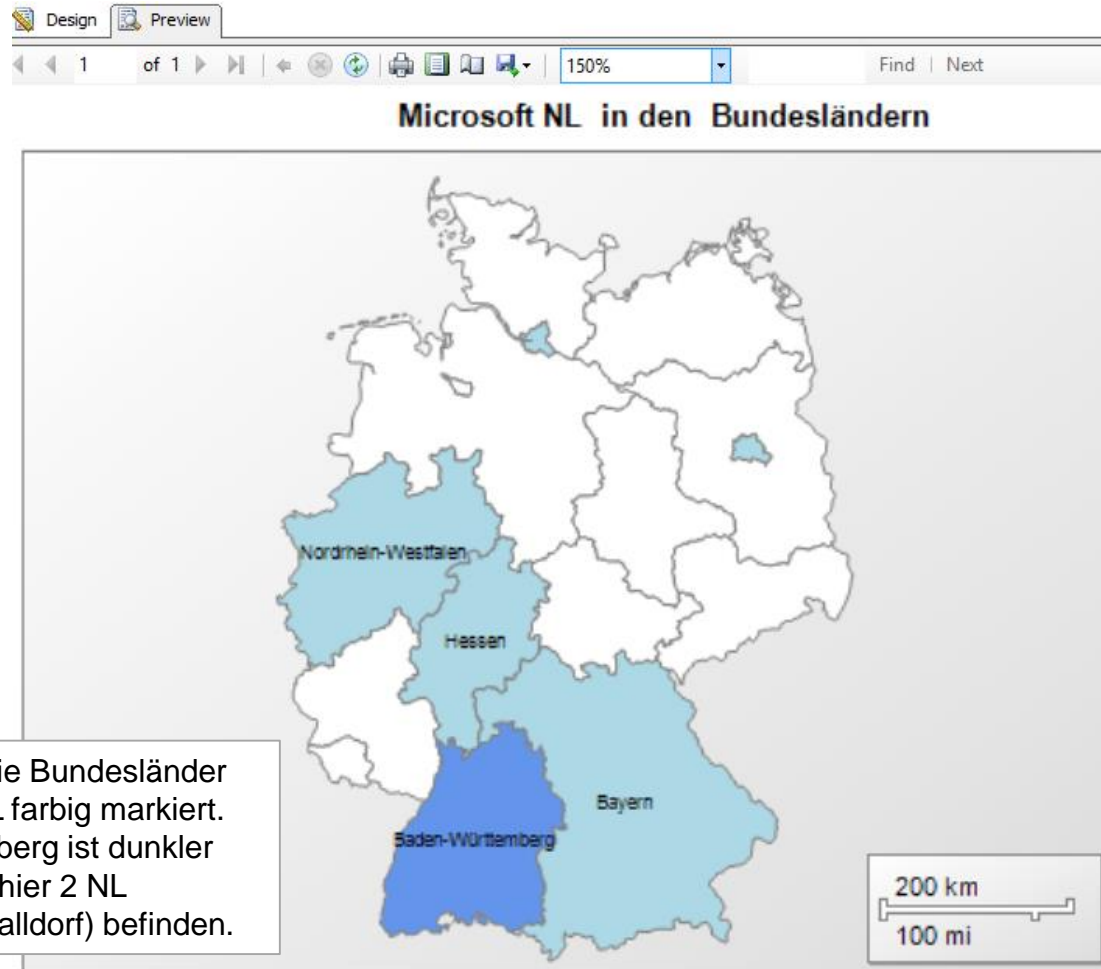 Design Preview
1 of 1 150% Find | Next
Microsoft NL in den Bundesländern
Nordrhein-Westfalen
Hessen
Bayern
Baden-Württemberg
ie Bundesländer
farbig markiert.
berg ist dunkler
hier 2 NL
alldorf) befinden.
200 km
100 mi